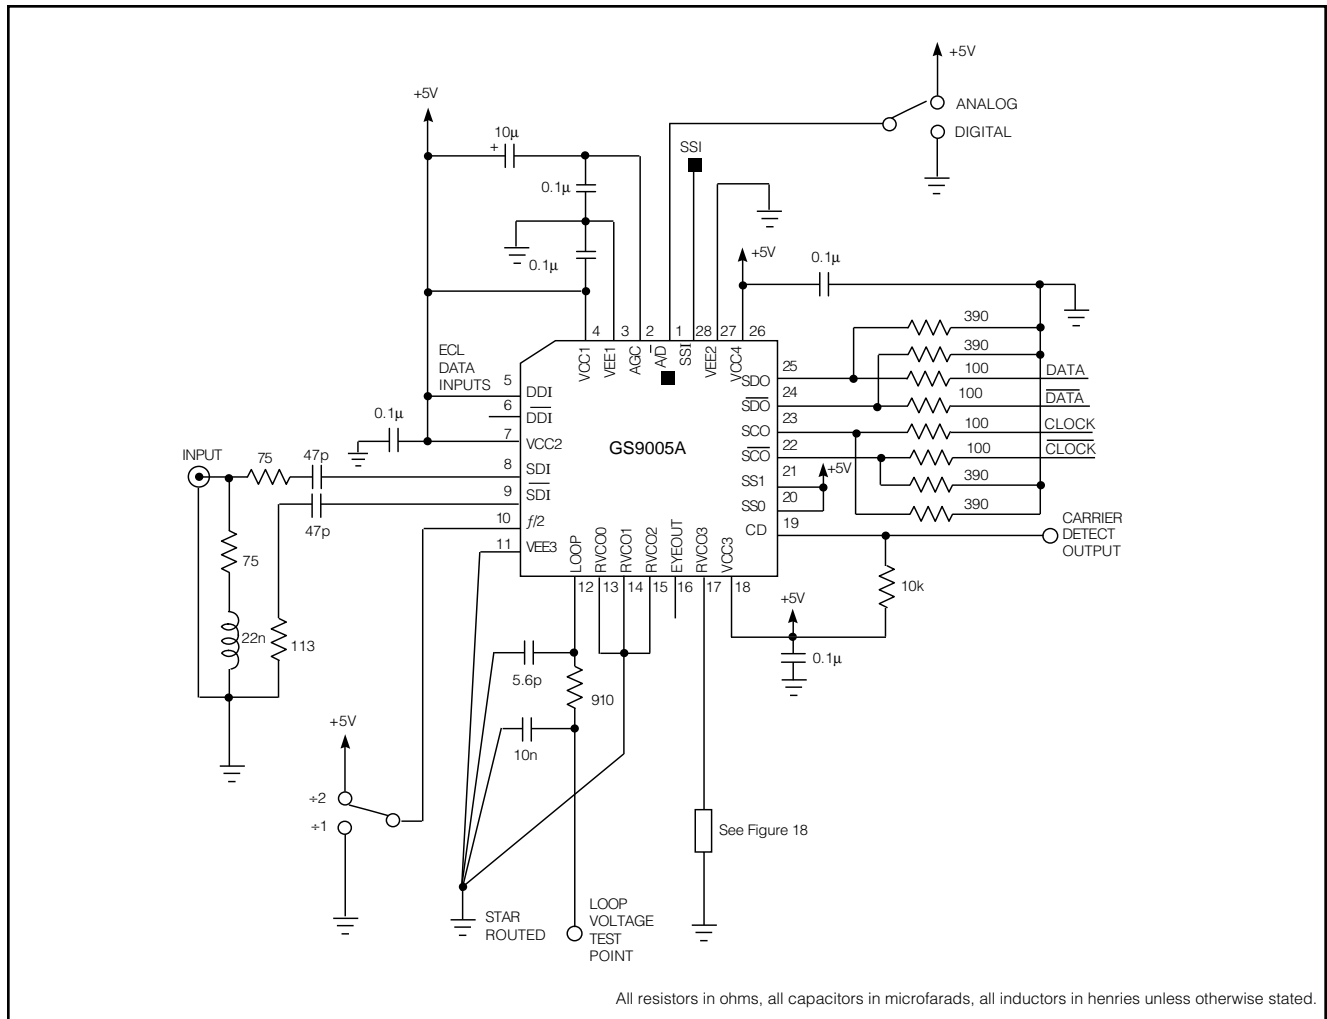 +5V
ANALOG
DIGITAL
+5V
10µ
+
SSI
0.1µ
0.1µ
+5V
0.1µ
4 3 2 1 28 27 26
VCC1 VEE1 AGC A/D SSI VEE2 VCC4
390
390
100 DATA
100 DATA
100 CLOCK
100 CLOCK
390
390
ECL
DATA
INPUTS
5 DDI
6 DDI
7 VCC2
8 SDI
9 SDI
10 f/2
11 VEE3
0.1µ
GS9005A
25 SDO
24 SDO
23 SCO
22 SCO
21 SS1
20 SS0
19 CD
+5V
INPUT
75
47p
47p
75
22n
113
LOOP RVCO0 RVCO1 RVCO2 EYEOUT RVCO3 VCC3
12 13 14 15 16 17 18
CARRIER
DETECT
OUTPUT
10k
+5V
0.1µ
5.6p
910
10n
+5V
÷2
÷1
See Figure 18
STAR
ROUTED
LOOP
VOLTAGE
TEST
POINT
All resistors in ohms, all capacitors in microfarads, all inductors in henries unless otherwise stated.